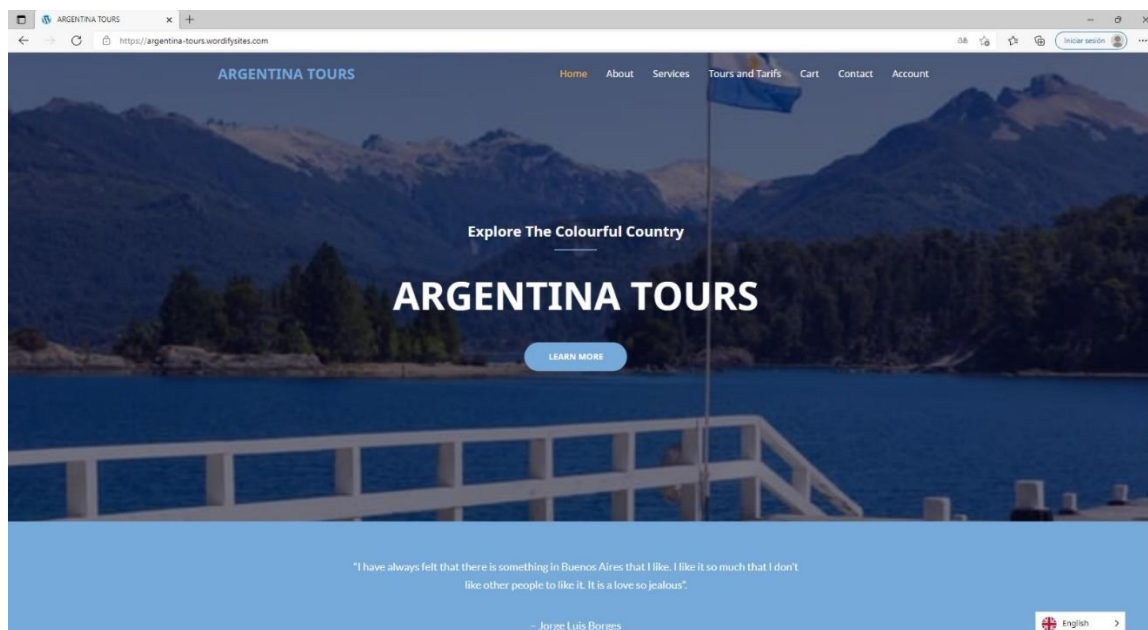 ARGENTINA TOURS
https://argentina-tours.wordifysites.com
Iniciar sesión
ARGENTINA TOURS
Home About Services Tours and Tarifs Cart Contact Account
Explore The Colourful Country
ARGENTINA TOURS
LEARN MORE
"I have always felt that there is something in Buenos Aires that I like. I like it so much that I don't
like other people to like it. It is a love so jealous".
– Jorge Luis Borges
English